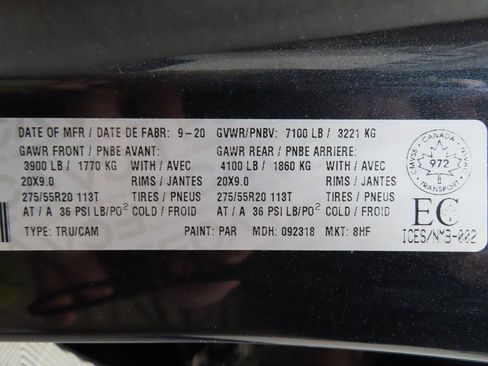 DATE OF MFR / DATE DE FABR: 9-20 GVWR/PNBV: 7100 LB / 3221 KG
GAWR FRONT / PNBE AVANT: GAWR REAR / PNBE ARRIERE:
3900 LB / 1770 KG WITH / AVEC 4100 LB / 1860 KG WITH / AVEC
20X9.0 RIMS / JANTES 20X9.0 RIMS / JANTES
275/55R20 113T TIRES / PNEUS 275/55R20 113T TIRES / PNEUS
AT / A 36 PSI LB/PO² COLD / FROID AT / A 36 PSI LB/PO² COLD / FROID
TYPE: TRU/CAM PAINT: PAR MDH: 092318 MKT: 8HF
CANADA
CMVSS NSVAC
972
TRANSPORT
EC
ICES/NMB-002